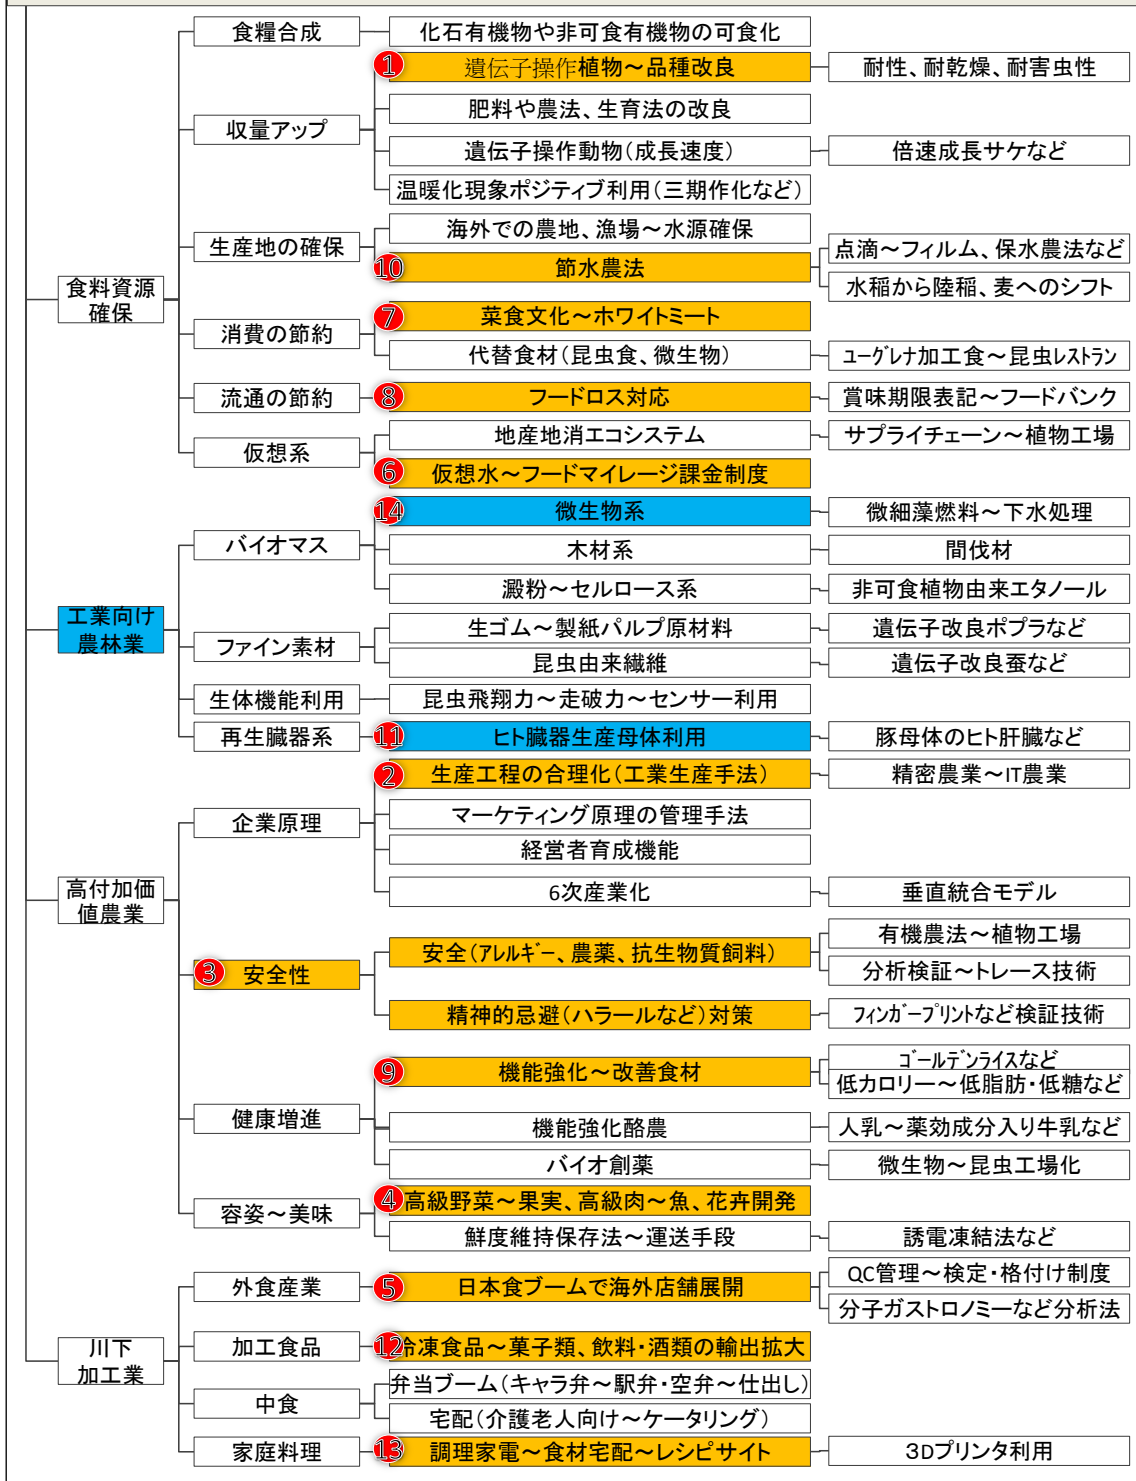 食糧合成
化石有機物や非可食有機物の可食化
① 遺伝子操作植物～品種改良
耐性、耐乾燥、耐害虫性
収量アップ
肥料や農法、生育法の改良
遺伝子操作動物(成長速度)
倍速成長サケなど
温暖化現象ポジティブ利用(三期作化など)
食料資源
確保
生産地の確保
海外での農地、漁場～水源確保
⑩ 節水農法
点滴～フィルム、保水農法など
水稲から陸稲、麦へのシフト
消費の節約
⑦ 菜食文化～ホワイトミート
代替食材(昆虫食、微生物)
ユーグレナ加工食～昆虫レストラン
流通の節約
⑧ フードロス対応
賞味期限表記～フードバンク
仮想系
地産地消エコシステム
サプライチェーン～植物工場
⑥ 仮想水～フードマイレージ課金制度
工業向け
農林業
バイオマス
⑭ 微生物系
微細藻燃料～下水処理
木材系
間伐材
澱粉～セルロース系
非可食植物由来エタノール
ファイン素材
生ゴム～製紙パルプ原材料
遺伝子改良ポプラなど
昆虫由来繊維
遺伝子改良蚕など
生体機能利用
昆虫飛翔力～走破力～センサー利用
再生臓器系
⑪ ヒト臓器生産母体利用
豚母体のヒト肝臓など
高付加価
値農業
企業原理
② 生産工程の合理化(工業生産手法)
精密農業～IT農業
マーケティング原理の管理手法
経営者育成機能
6次産業化
垂直統合モデル
③ 安全性
安全(アレルギー、農薬、抗生物質飼料)
有機農法～植物工場
分析検証～トレース技術
精神的忌避(ハラールなど)対策
フィンガープリントなど検証技術
健康増進
⑨ 機能強化～改善食材
ゴールデンライスなど
低カロリー～低脂肪・低糖など
機能強化酪農
人乳～薬効成分入り牛乳など
バイオ創薬
微生物～昆虫工場化
容姿～美味
④ 高級野菜～果実、高級肉～魚、花卉開発
鮮度維持保存法～運送手段
誘電凍結法など
川下
加工業
外食産業
⑤ 日本食ブームで海外店舗展開
QC管理～検定・格付け制度
分子ガストロノミーなど分析法
加工食品
⑫ 冷凍食品～菓子類、飲料・酒類の輸出拡大
中食
弁当ブーム(キャラ弁～駅弁・空弁～仕出し)
宅配(介護老人向け～ケータリング)
家庭料理
⑬ 調理家電～食材宅配～レシピサイト
3Dプリンタ利用